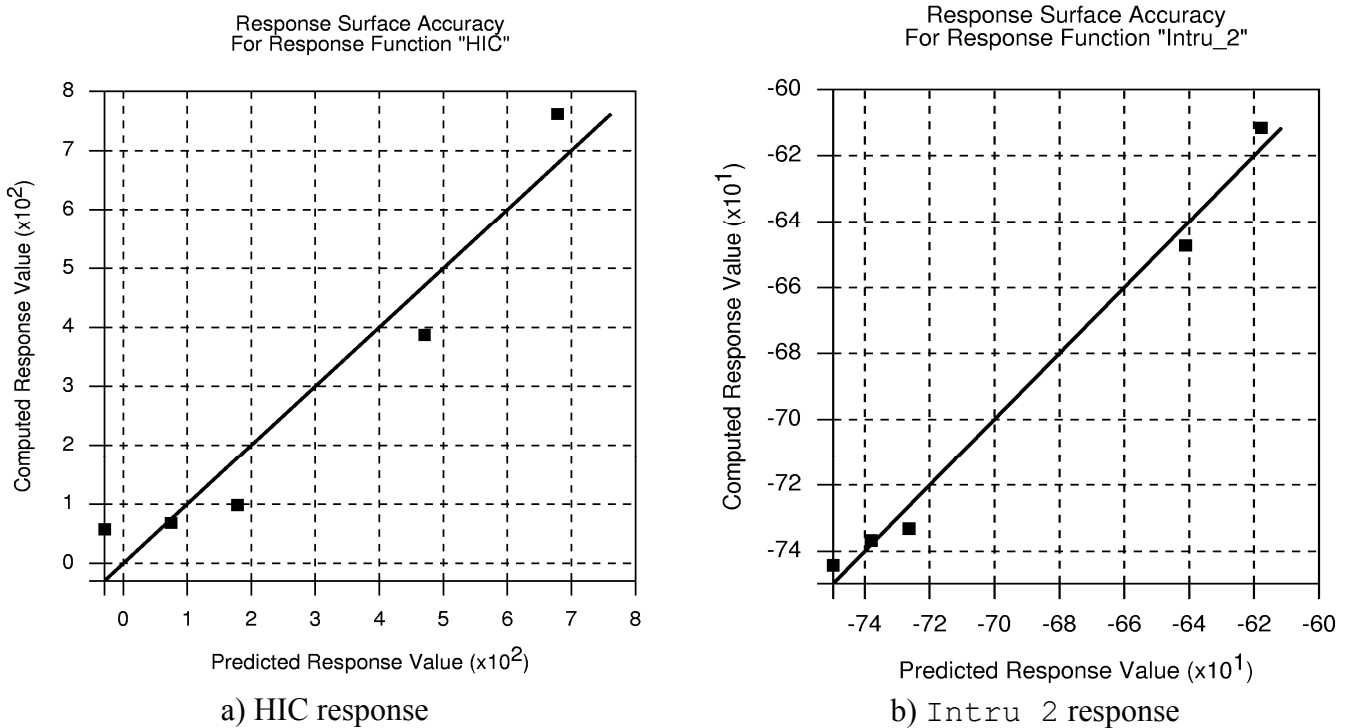 Response Surface Accuracy
For Response Function "HIC"
8
7
6
5
4
3
2
1
0
Computed Response Value (x10²)
0 1 2 3 4 5 6 7 8
Predicted Response Value (x10²)
a) HIC response
Response Surface Accuracy
For Response Function "Intru_2"
-60
-62
-64
-66
-68
-70
-72
-74
Computed Response Value (x10¹)
-74 -72 -70 -68 -66 -64 -62 -60
Predicted Response Value (x10¹)
b) Intru 2 response